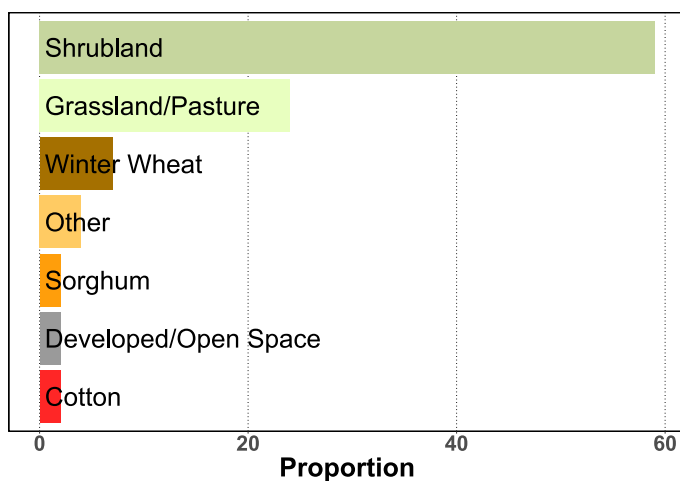 Shrubland
Grassland/Pasture
Winter Wheat
Other
Sorghum
Developed/Open Space
Cotton
0 20 40 60
Proportion